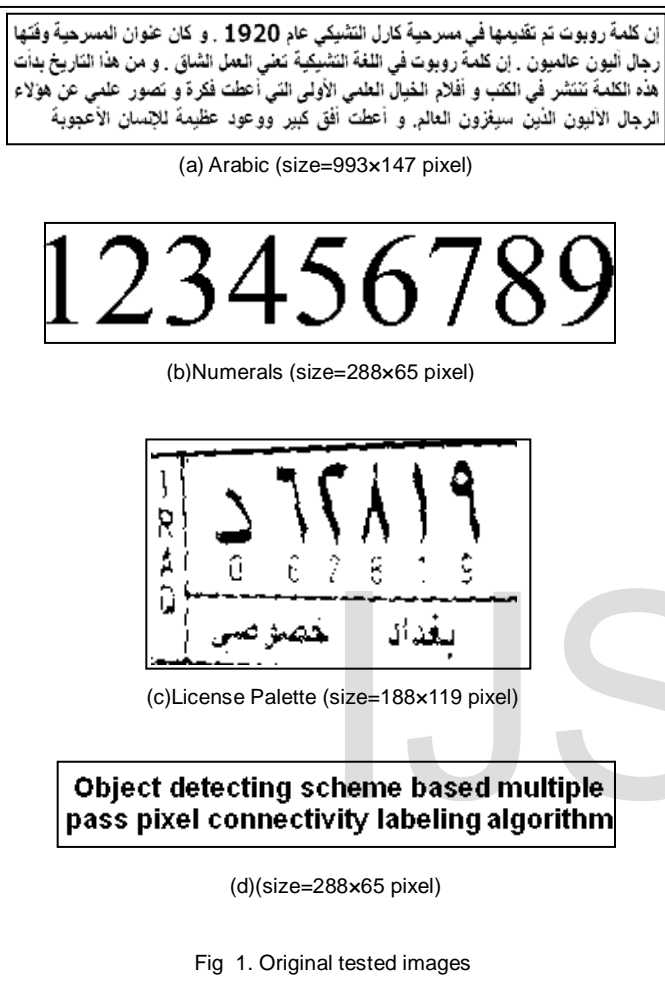 إن كلمة روبوت تم تقديمها في مسرحية كارل التشيكي عام 1920 . و كان عنوان المسرحية وقتها
رجال أليون عالميون . إن كلمة روبوت في اللغة التشيكية تعني العمل الشاق . و من هذا التاريخ بدأت
هذه الكلمة تنتشر في الكتب و أفلام الخيال العلمي الأولى التي أعطت فكرة و تصور علمي عن هؤلاء
الرجال الأليون الذين سيغزون العالم. و أعطت أفق كبير ووعود عظيمة للإنسان الأعجوبة
(a) Arabic (size=993×147 pixel)
123456789
(b)Numerals (size=288×65 pixel)
IRAQ
د ٦٢٨١٩
0 6 2 8 1 9
خصوصي بغداد
(c)License Palette (size=188×119 pixel)
Object detecting scheme based multiple
pass pixel connectivity labeling algorithm
(d)(size=288×65 pixel)
Fig 1. Original tested images
IJS